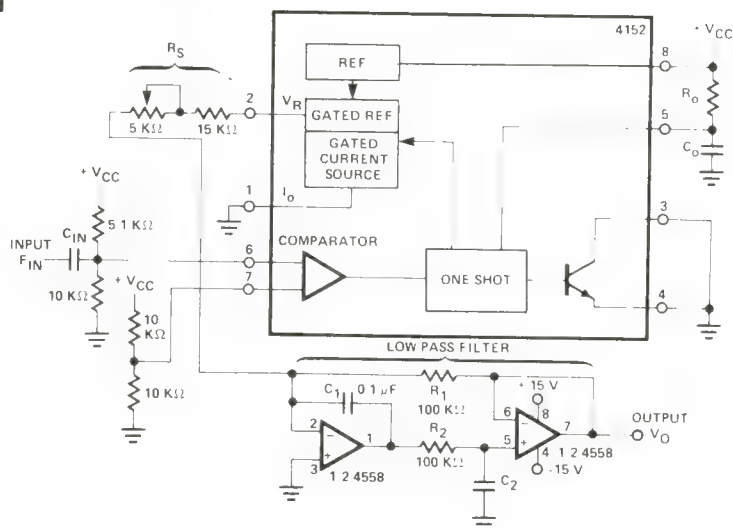 4152
+ VCC
RS
REF
8
2
VR
GATED REF
RO
5 KΩ
15 KΩ
5
GATED
CURRENT
SOURCE
CO
+ VCC
1
IO
3
5 1 KΩ
CIN
COMPARATOR
INPUT
FIN
6
7
ONE SHOT
+ VCC
10 KΩ
4
10
KΩ
LOW PASS FILTER
C1
0 1 μF
R1
100 KΩ
+ 15 V
10 KΩ
2
−
1
R2
6
−
8
7
OUTPUT
VO
3
+
100 KΩ
5
+
4
1 2 4558
1 2 4558
C2
-15 V